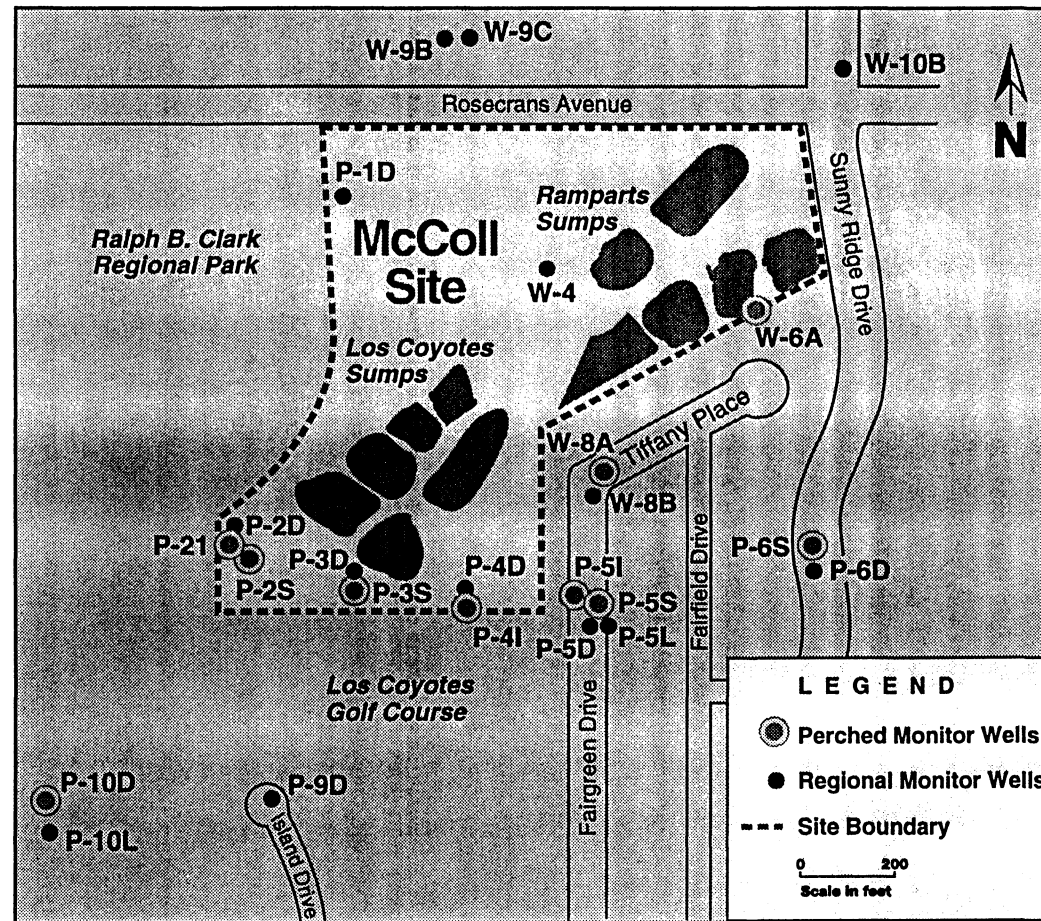 W-9B
W-9C
W-10B
Rosecrans Avenue
N
P-1D
Ramparts
Sumps
Sunny Ridge Drive
Ralph B. Clark
Regional Park
McColl
Site
W-4
W-6A
Los Coyotes
Sumps
Tiffany Place
W-8A
W-8B
Fairfield Drive
P-2D
P-21
P-2S
P-3D
P-3S
P-4D
P-4I
P-5I
P-5S
P-5D
P-5L
P-6S
P-6D
Los Coyotes
Golf Course
Fairgreen Drive
P-10D
P-10L
P-9D
Island Drive
LEGEND
Perched Monitor Wells
Regional Monitor Wells
Site Boundary
0 200
Scale in feet